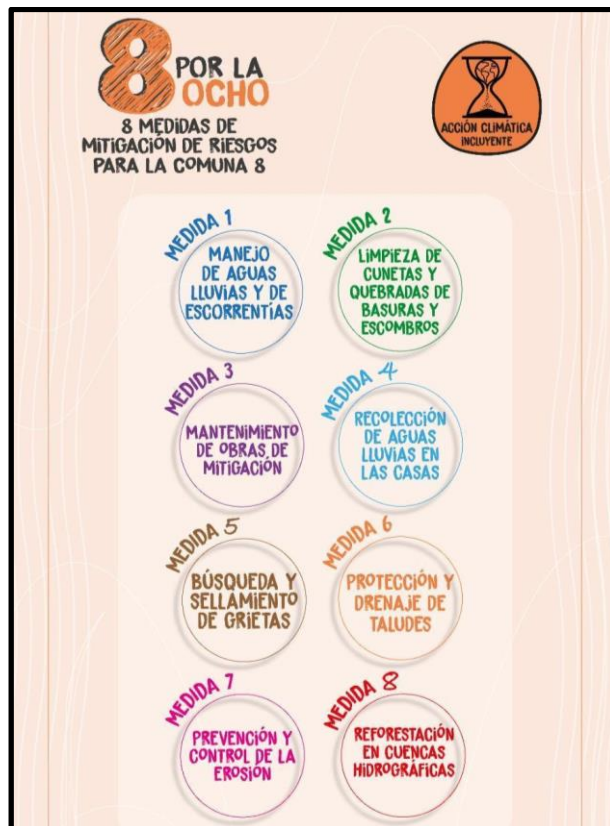 8 POR LA
OCHO
8 MEDIDAS DE
MITIGACIÓN DE RIESGOS
PARA LA COMUNA 8
ACCIÓN CLIMÁTICA
INCLUYENTE
MEDIDA 1
MANEJO
DE AGUAS
LLUVIAS Y DE
ESCORRENTÍAS
MEDIDA 2
LIMPIEZA DE
CUNETAS Y
QUEBRADAS DE
BASURAS Y
ESCOMBROS
MEDIDA 3
MANTENIMIENTO
DE OBRAS DE
MITIGACIÓN
MEDIDA 4
RECOLECCIÓN
DE AGUAS
LLUVIAS EN
LAS CASAS
MEDIDA 5
BÚSQUEDA Y
SELLAMIENTO
DE GRIETAS
MEDIDA 6
PROTECCIÓN Y
DRENAJE DE
TALUDES
MEDIDA 7
PREVENCIÓN Y
CONTROL DE LA
EROSIÓN
MEDIDA 8
REFORESTACIÓN
EN CUENCAS
HIDROGRÁFICAS